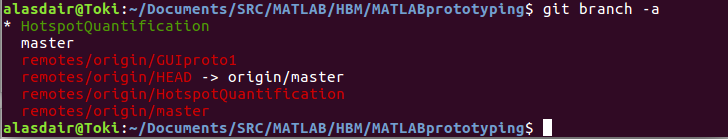 alasdair@Toki:~/Documents/SRC/MATLAB/HBM/MATLABprototyping$ git branch -a
* HotspotQuantification
master
remotes/origin/GUIproto1
remotes/origin/HEAD -> origin/master
remotes/origin/HotspotQuantification
remotes/origin/master
alasdair@Toki:~/Documents/SRC/MATLAB/HBM/MATLABprototyping$